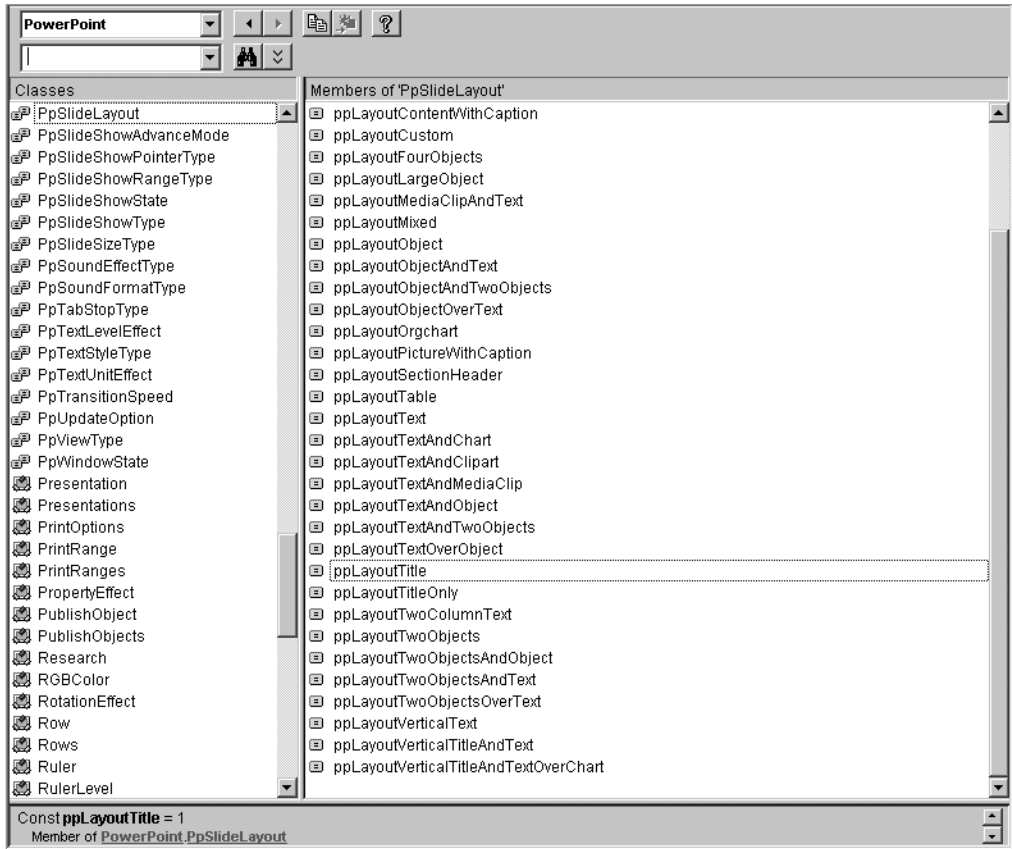 PowerPoint
Classes
PpSlideLayout
PpSlideShowAdvanceMode
PpSlideShowPointerType
PpSlideShowRangeType
PpSlideShowState
PpSlideShowType
PpSlideSizeType
PpSoundEffectType
PpSoundFormatType
PpTabStopType
PpTextLevelEffect
PpTextStyleType
PpTextUnitEffect
PpTransitionSpeed
PpUpdateOption
PpViewType
PpWindowState
Presentation
Presentations
PrintOptions
PrintRange
PrintRanges
PropertyEffect
PublishObject
PublishObjects
Research
RGBColor
RotationEffect
Row
Rows
Ruler
RulerLevel
Members of 'PpSlideLayout'
ppLayoutContentWithCaption
ppLayoutCustom
ppLayoutFourObjects
ppLayoutLargeObject
ppLayoutMediaClipAndText
ppLayoutMixed
ppLayoutObject
ppLayoutObjectAndText
ppLayoutObjectAndTwoObjects
ppLayoutObjectOverText
ppLayoutOrgchart
ppLayoutPictureWithCaption
ppLayoutSectionHeader
ppLayoutTable
ppLayoutText
ppLayoutTextAndChart
ppLayoutTextAndClipart
ppLayoutTextAndMediaClip
ppLayoutTextAndObject
ppLayoutTextAndTwoObjects
ppLayoutTextOverObject
ppLayoutTitle
ppLayoutTitleOnly
ppLayoutTwoColumnText
ppLayoutTwoObjects
ppLayoutTwoObjectsAndObject
ppLayoutTwoObjectsAndText
ppLayoutTwoObjectsOverText
ppLayoutVerticalText
ppLayoutVerticalTitleAndText
ppLayoutVerticalTitleAndTextOverChart
Const ppLayoutTitle = 1
Member of PowerPoint.PpSlideLayout